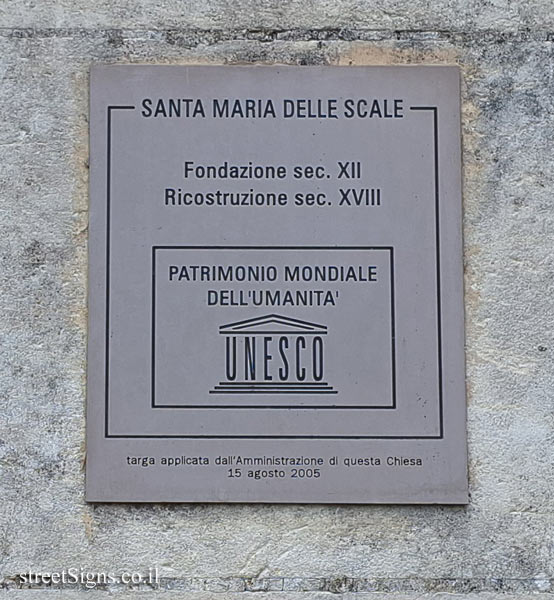 SANTA MARIA DELLE SCALE
Fondazione sec. XII
Ricostruzione sec. XVIII
PATRIMONIO MONDIALE
DELL'UMANITA'
UNESCO
targa applicata dall'Amministrazione di questa Chiesa
15 agosto 2005
streetSigns.co.il